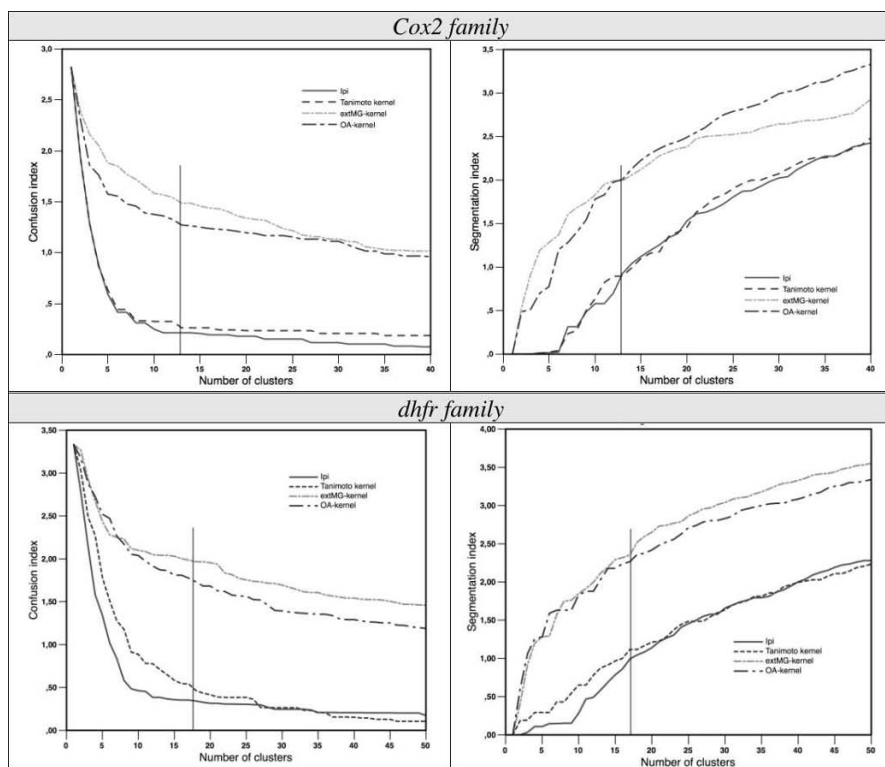 Cox2 family
3,0
2,5
2,0
1,5
1,0
,5
,0
Confusion index
Ipi
Tanimoto kernel
extMG-kernel
OA-kernel
0 5 10 15 20 25 30 35 40
Number of clusters
3,5
3,0
2,5
2,0
1,5
1,0
,5
,0
Segmentation index
Ipi
Tanimoto kernel
extMG-kernel
OA-kernel
0 5 10 15 20 25 30 35 40
Number of clusters
dhfr family
3,50
3,00
2,50
2,00
1,50
1,00
,50
,00
Confusion index
Ipi
Tanimoto kernel
extMG-kernel
OA-kernel
0 5 10 15 20 25 30 35 40 45 50
Number of clusters
4,00
3,50
3,00
2,50
2,00
1,50
1,00
,50
,00
Segmentation index
Ipi
Tanimoto kernel
extMG-kernel
OA-kernel
0 5 10 15 20 25 30 35 40 45 50
Number of clusters